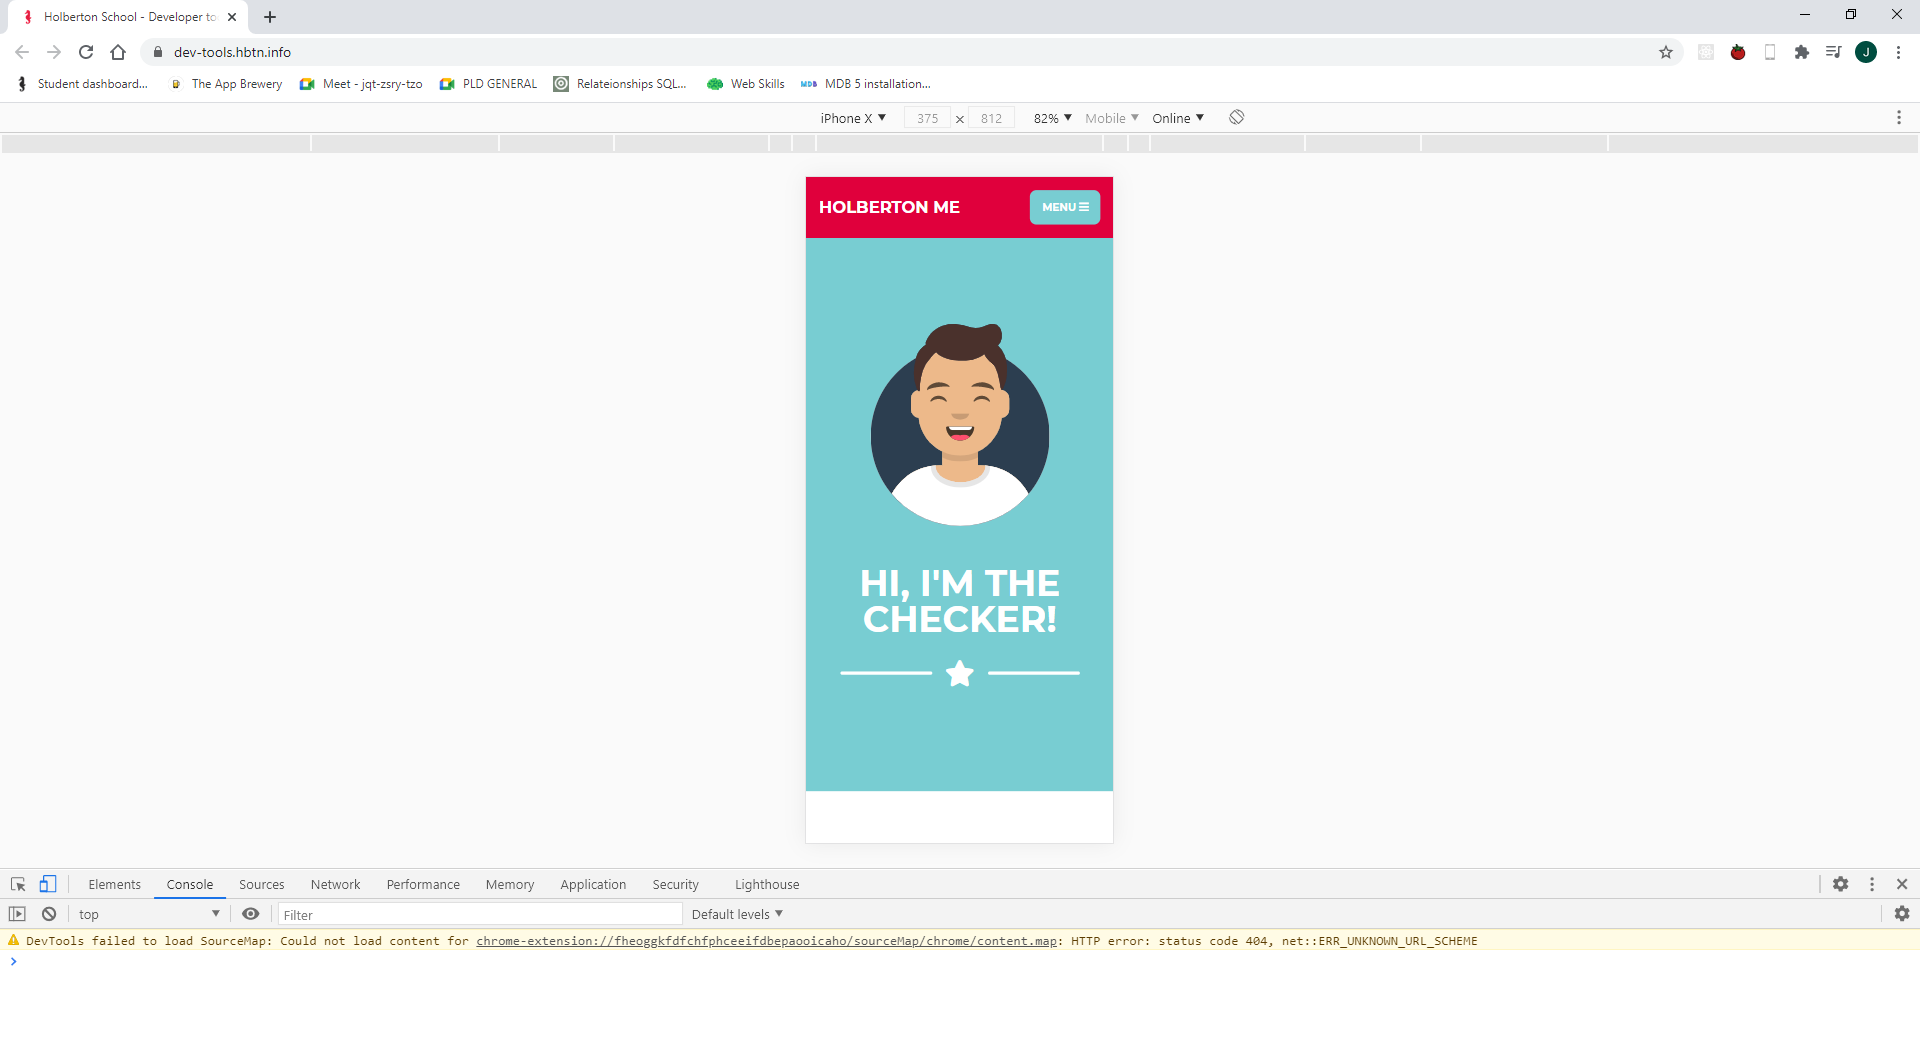 Holberton School - Developer to
dev-tools.hbtn.info
J
Student dashboard...
The App Brewery
Meet - jqt-zsry-tzo
PLD GENERAL
Relateionships SQL...
Web Skills
MDB
MDB 5 installation...
iPhone X ▼ 375 × 812 82% ▼ Mobile ▼ Online ▼
HOLBERTON ME
MENU
HI, I'M THE
CHECKER!
Elements Console Sources Network Performance Memory Application Security Lighthouse
top ▼ Filter Default levels ▼
DevTools failed to load SourceMap: Could not load content for chrome-extension://fheoggkfdfchfphceeifdbepaooicaho/sourceMap/chrome/content.map: HTTP error: status code 404, net::ERR_UNKNOWN_URL_SCHEME